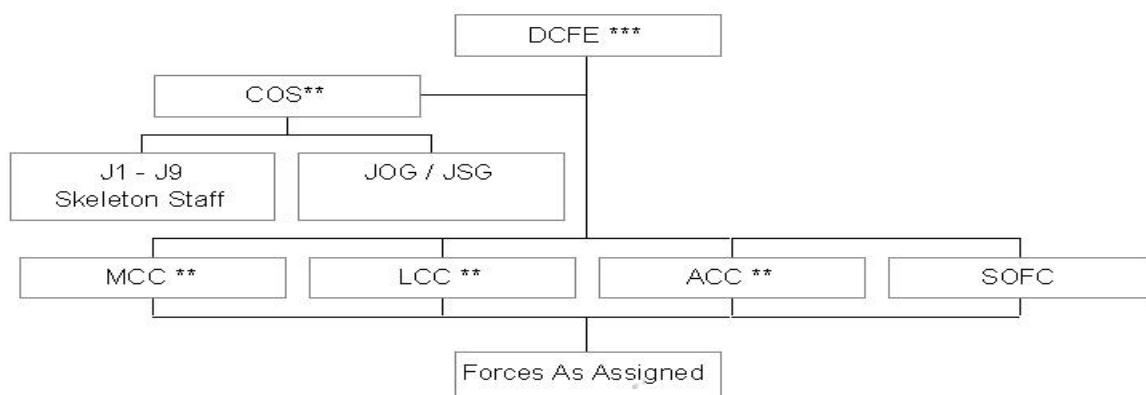 DCFE ***
COS**
J1 - J9
Skeleton Staff
JOG / JSG
MCC **
LCC **
ACC **
SOFC
Forces As Assigned